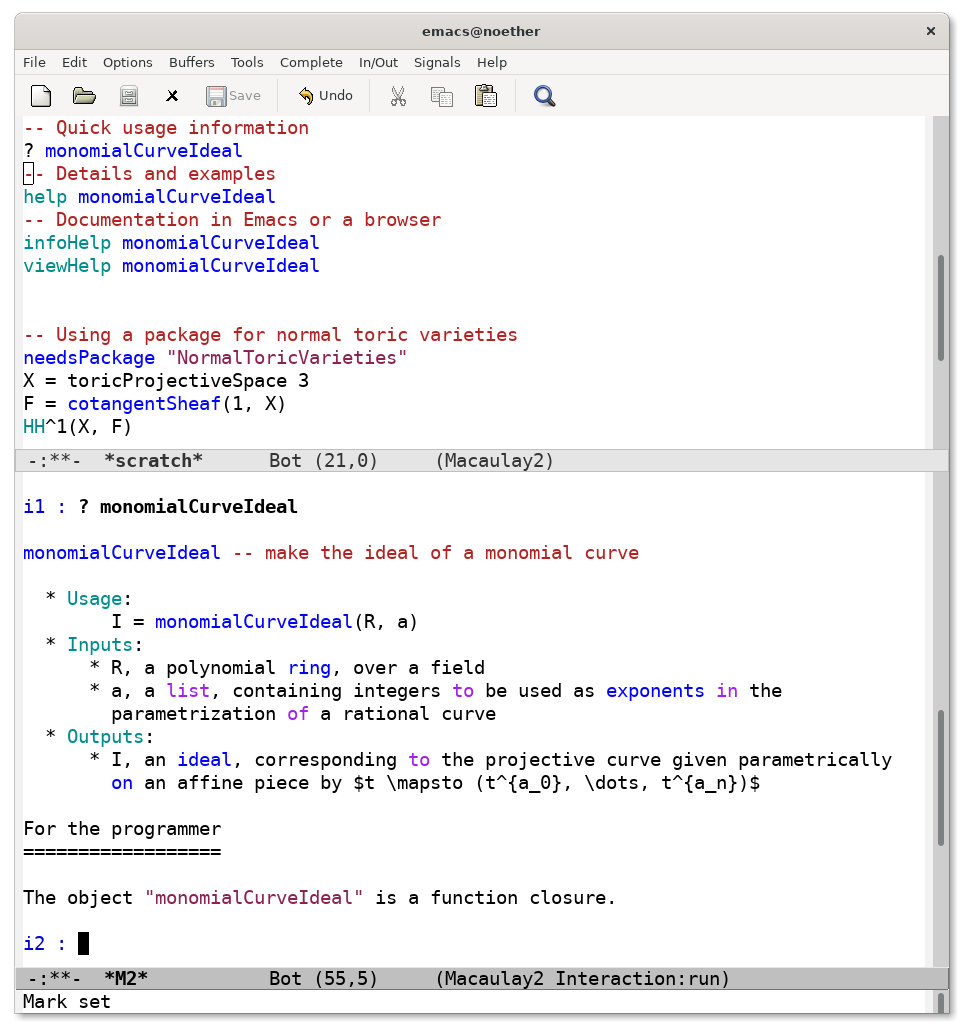 emacs@noether ×
File Edit Options Buffers Tools Complete In/Out Signals Help
Save Undo
-- Quick usage information
? monomialCurveIdeal
-- Details and examples
help monomialCurveIdeal
-- Documentation in Emacs or a browser
infoHelp monomialCurveIdeal
viewHelp monomialCurveIdeal
-- Using a package for normal toric varieties
needsPackage "NormalToricVarieties"
X = toricProjectiveSpace 3
F = cotangentSheaf(1, X)
HH^1(X, F)
-:**-  *scratch*      Bot (21,0)     (Macaulay2)
i1 : ? monomialCurveIdeal
monomialCurveIdeal -- make the ideal of a monomial curve
  * Usage:
        I = monomialCurveIdeal(R, a)
  * Inputs:
      * R, a polynomial ring, over a field
      * a, a list, containing integers to be used as exponents in the
        parametrization of a rational curve
  * Outputs:
      * I, an ideal, corresponding to the projective curve given parametrically
        on an affine piece by $t \mapsto (t^{a_0}, \dots, t^{a_n})$
For the programmer
==================
The object "monomialCurveIdeal" is a function closure.
i2 :
-:**-  *M2*           Bot (55,5)     (Macaulay2 Interaction:run)
Mark set